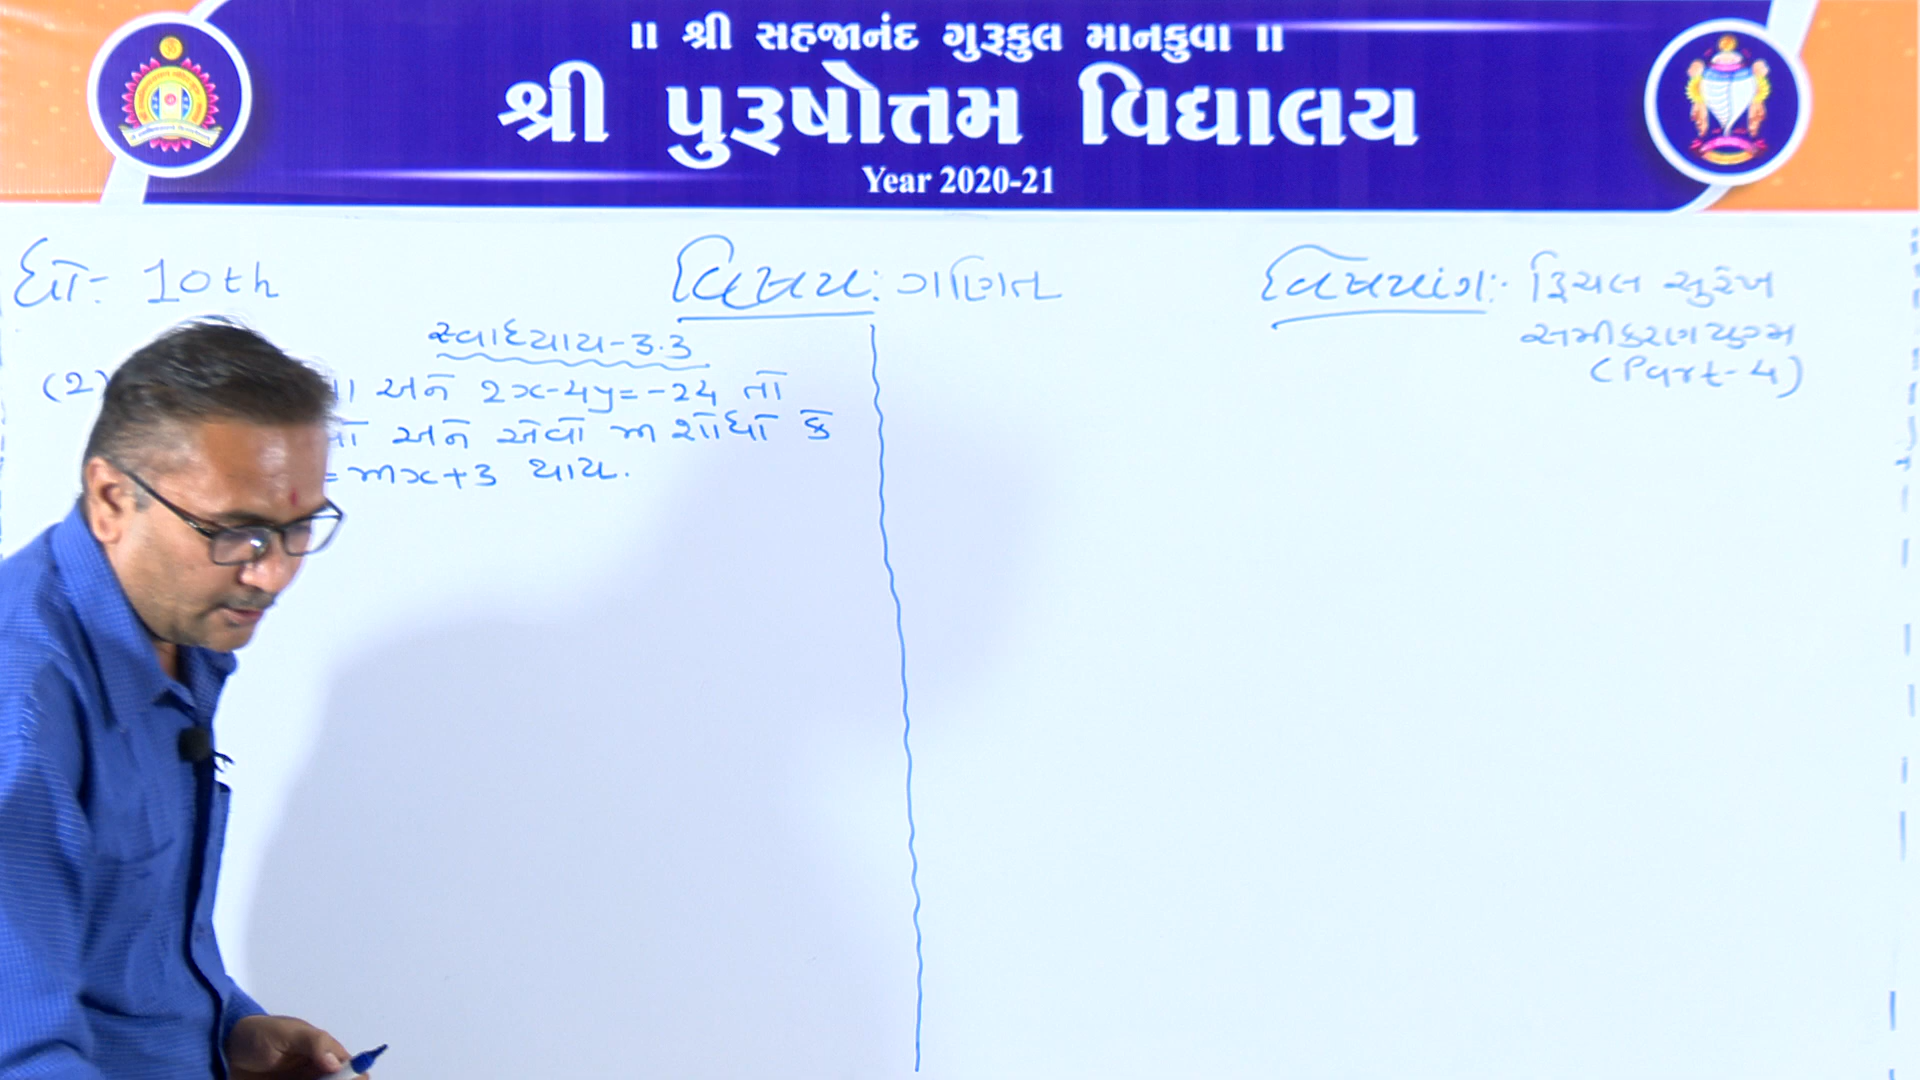 ॥ શ્રી સહજાનંદ ગુરૂકુલ માનકુવા ॥
શ્રી પુરૂષોત્તમ વિદ્યાલય
Year 2020-21
ધો- 10th
વિષય: ગણિત
વિષયાંગ:- દ્વિચલ સુરેખ
સમીકરણયુગ્મ
(Part-4)
સ્વાધ્યાય-3.3
(2) અને 2x-4y=-24 તો
અને એવો m શોધો કે
=mx+3 થાય.